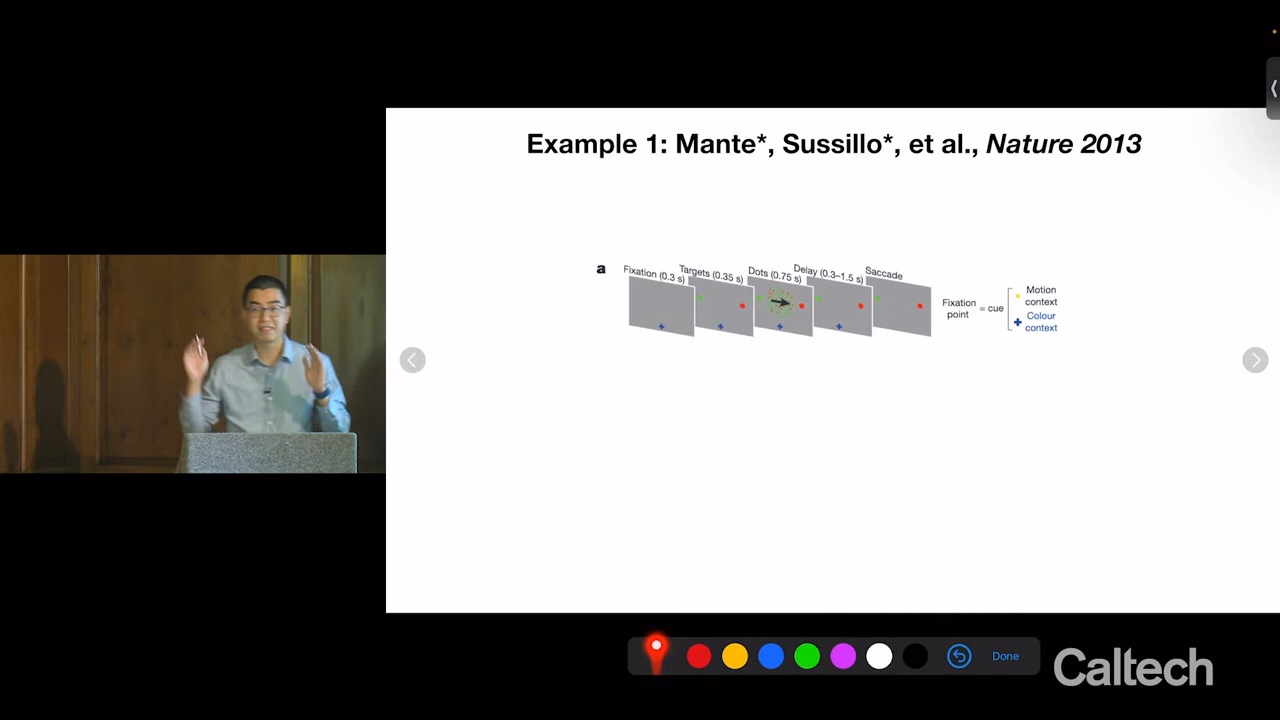 Example 1: Mante*, Sussillo*, et al., Nature 2013
a
Fixation (0.3 s) Targets (0.35 s) Dots (0.75 s) Delay (0.3–1.5 s) Saccade
Fixation point = cue
Motion context
Colour context
Done
Caltech